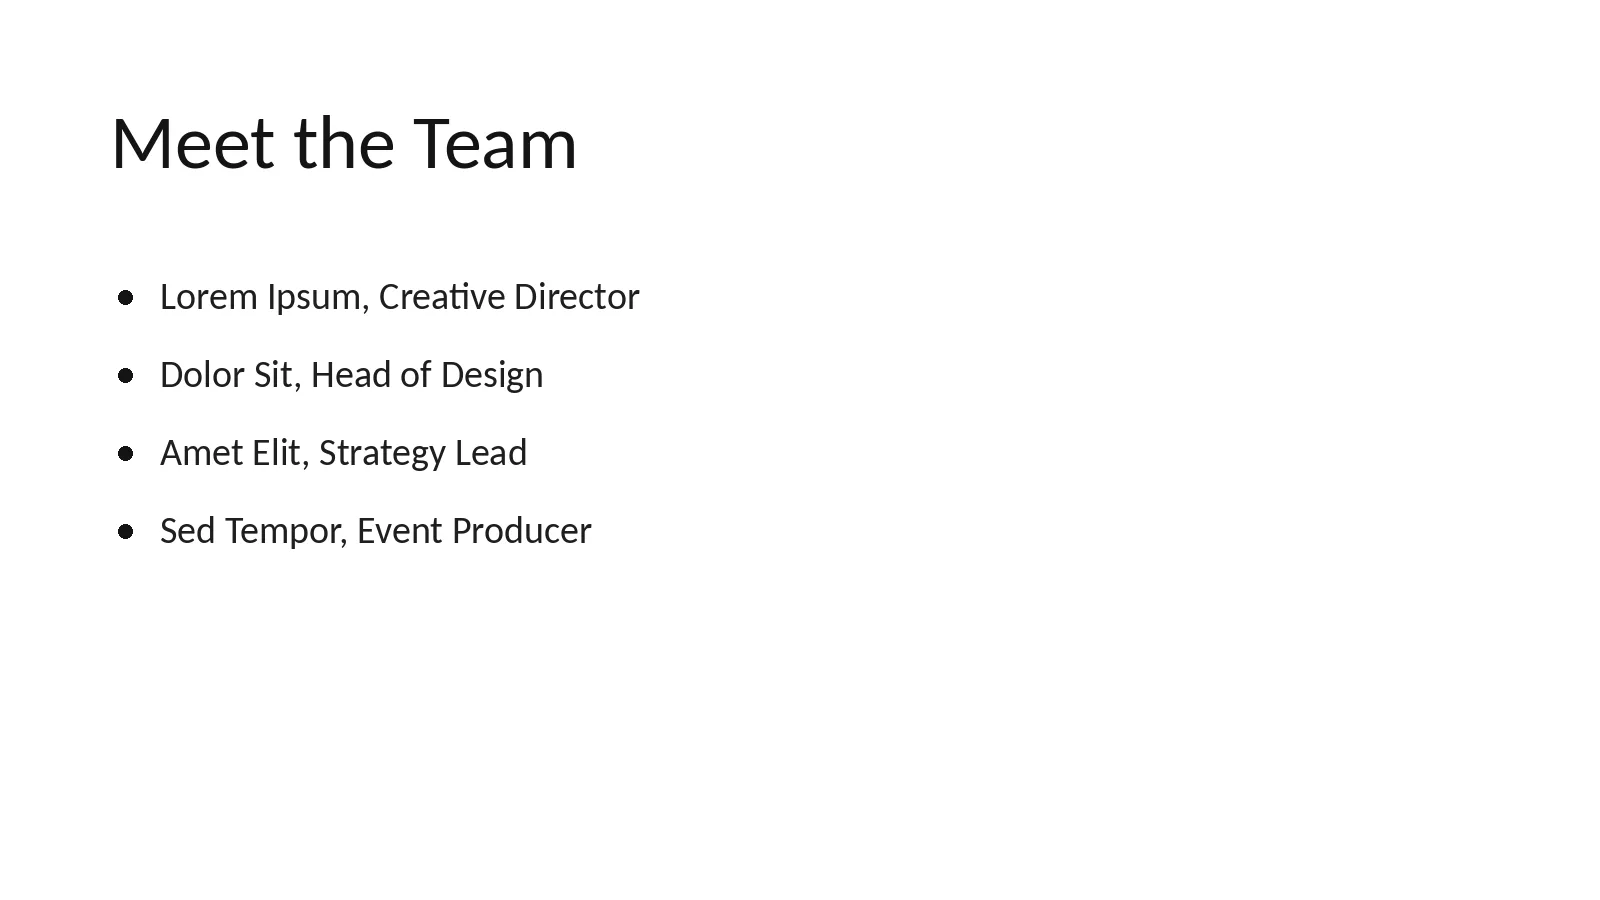 Meet the Team
• Lorem Ipsum, Creative Director
• Dolor Sit, Head of Design
• Amet Elit, Strategy Lead
• Sed Tempor, Event Producer